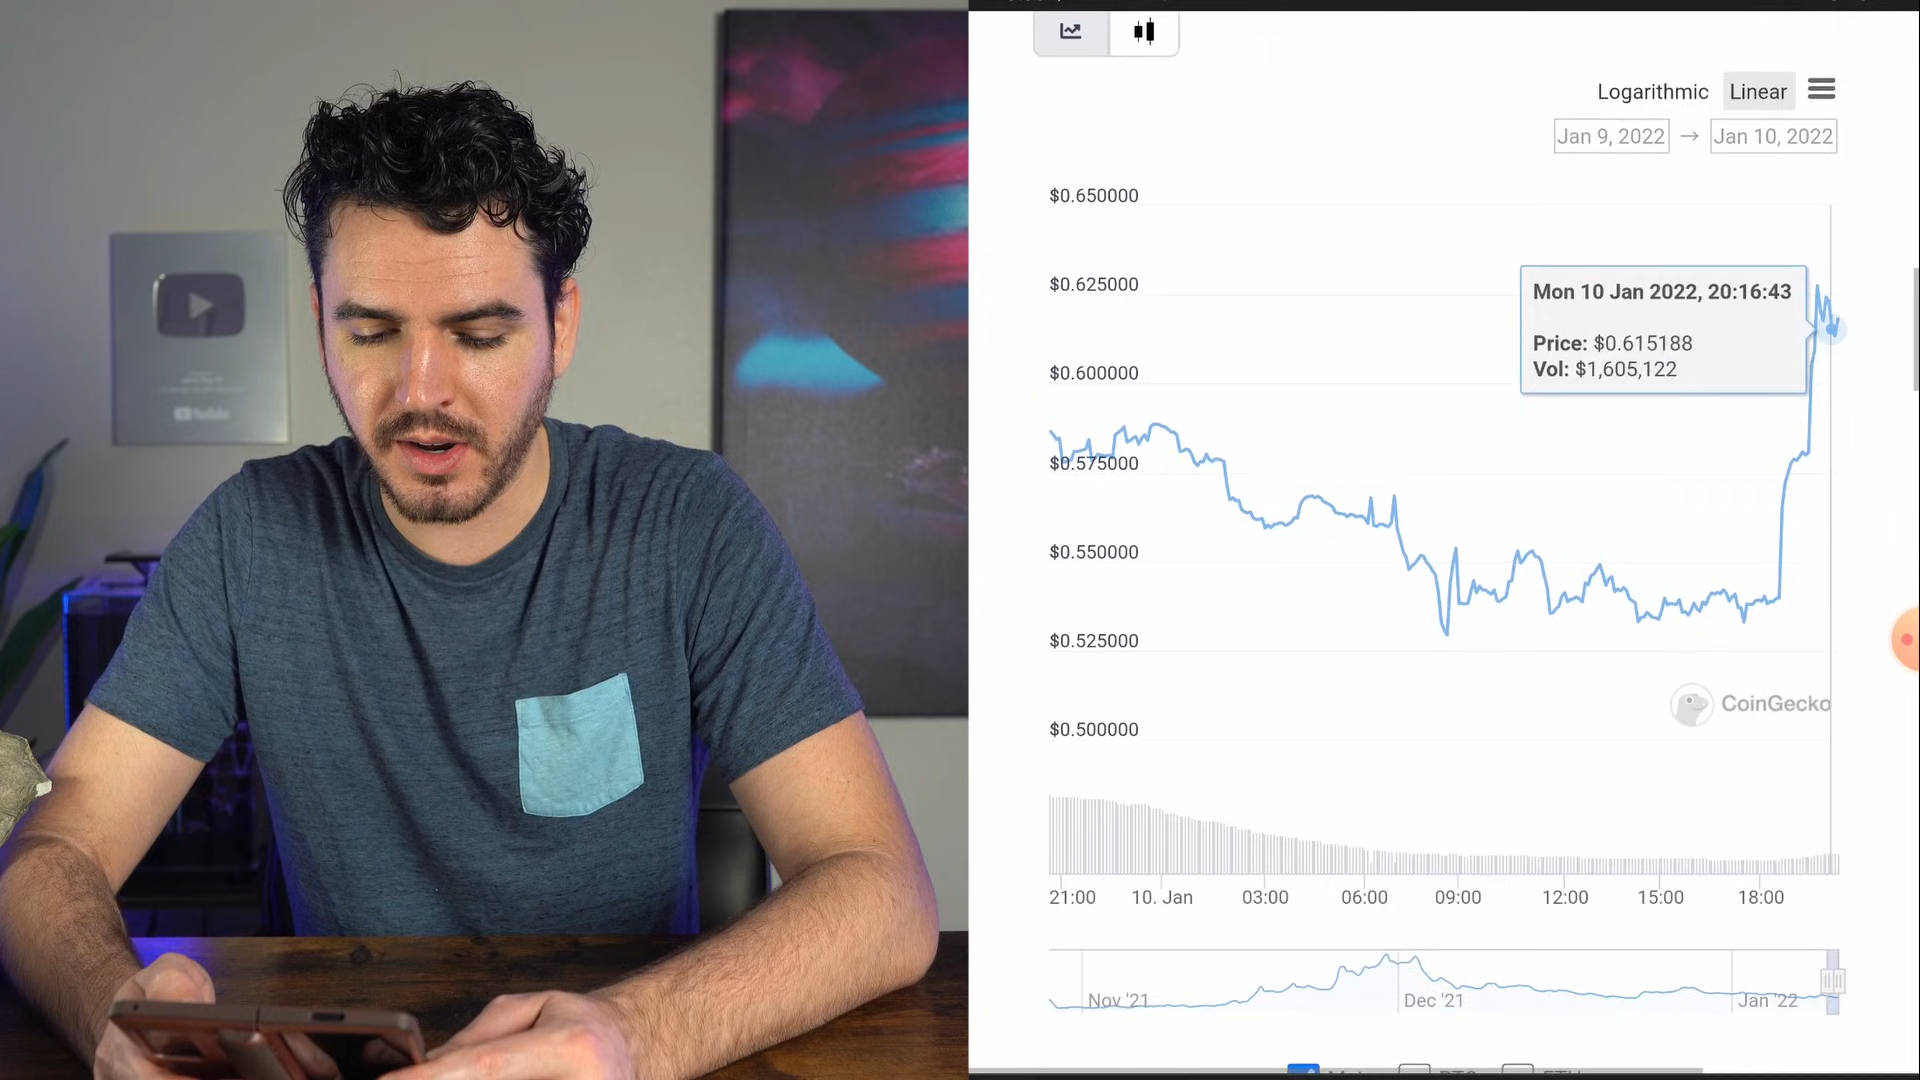 YouTube
Logarithmic Linear
Jan 9, 2022 → Jan 10, 2022
$0.650000
$0.625000
$0.600000
$0.575000
$0.550000
$0.525000
$0.500000
Mon 10 Jan 2022, 20:16:43
Price: $0.615188
Vol: $1,605,122
CoinGecko
21:00 10. Jan 03:00 06:00 09:00 12:00 15:00 18:00
Nov '21 Dec '21 Jan '22